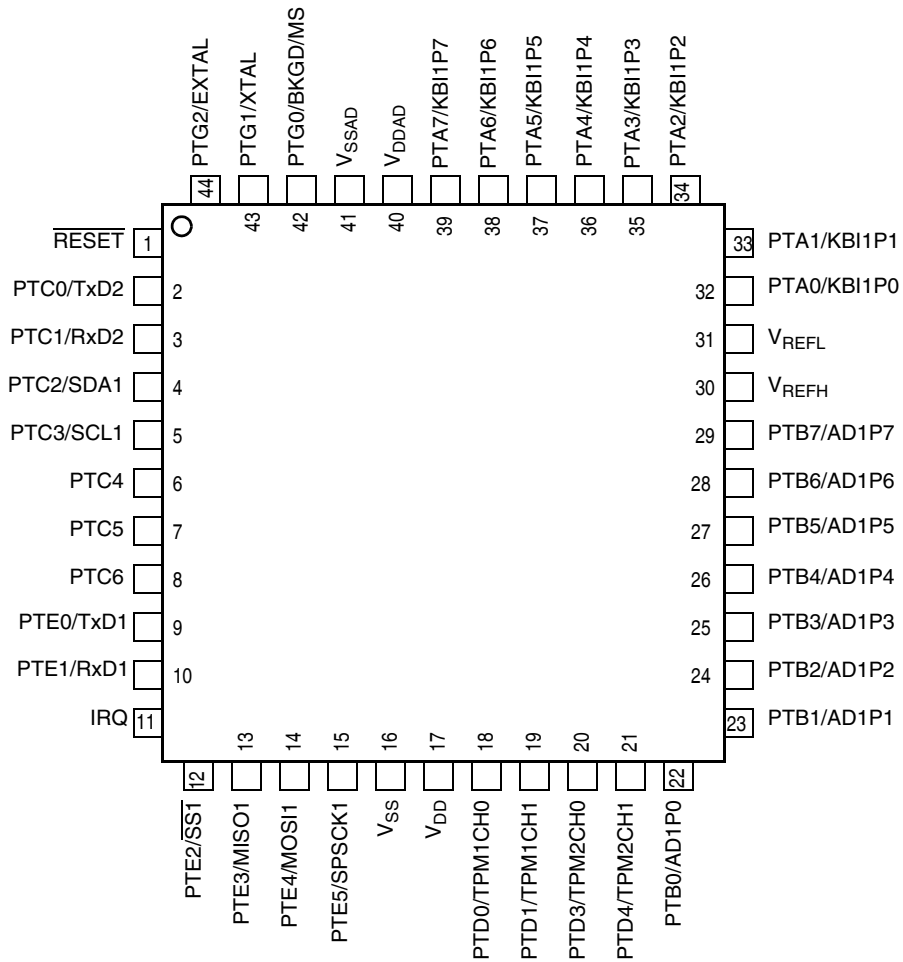 PTG2/EXTAL
PTG1/XTAL
PTG0/BKGD/MS
VSSAD
VDDAD
PTA7/KBI1P7
PTA6/KBI1P6
PTA5/KBI1P5
PTA4/KBI1P4
PTA3/KBI1P3
PTA2/KBI1P2
44
43
42
41
40
39
38
37
36
35
34
RESET 1
PTC0/TxD2 2
PTC1/RxD2 3
PTC2/SDA1 4
PTC3/SCL1 5
PTC4 6
PTC5 7
PTC6 8
PTE0/TxD1 9
PTE1/RxD1 10
IRQ 11
33 PTA1/KBI1P1
32 PTA0/KBI1P0
31 VREFL
30 VREFH
29 PTB7/AD1P7
28 PTB6/AD1P6
27 PTB5/AD1P5
26 PTB4/AD1P4
25 PTB3/AD1P3
24 PTB2/AD1P2
23 PTB1/AD1P1
12
13
14
15
16
17
18
19
20
21
22
PTE2/SS1
PTE3/MISO1
PTE4/MOSI1
PTE5/SPSCK1
VSS
VDD
PTD0/TPM1CH0
PTD1/TPM1CH1
PTD3/TPM2CH0
PTD4/TPM2CH1
PTB0/AD1P0